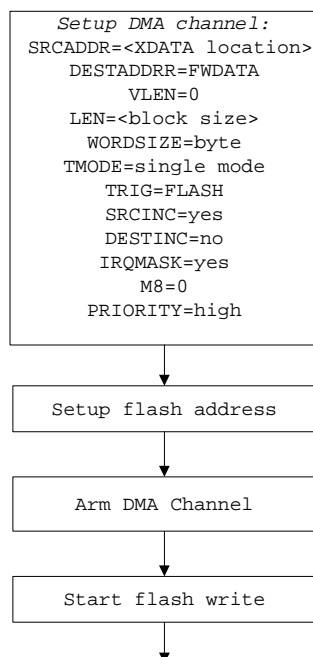 Setup DMA channel:
SRCADDR=<XDATA location>
DESTADDRR=FWDATA
VLEN=0
LEN=<block size>
WORDSIZE=byte
TMODE=single mode
TRIG=FLASH
SRCINC=yes
DESTINC=no
IRQMASK=yes
M8=0
PRIORITY=high
Setup flash address
Arm DMA Channel
Start flash write